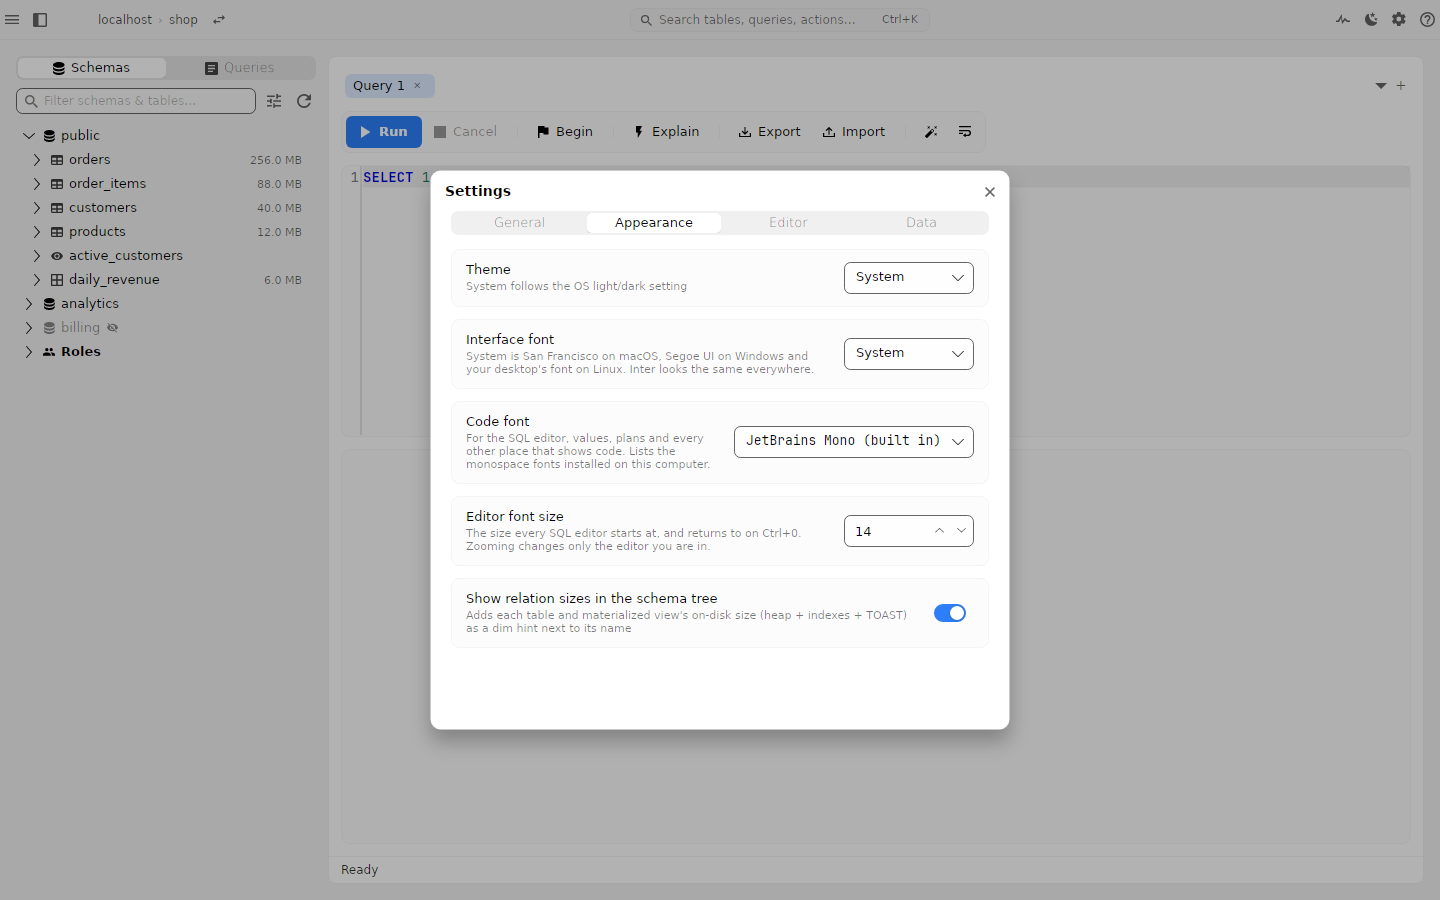 localhost › shop
Search tables, queries, actions... Ctrl+K
Schemas Queries
Filter schemas & tables...
public
orders 256.0 MB
order_items 88.0 MB
customers 40.0 MB
products 12.0 MB
active_customers
daily_revenue 6.0 MB
analytics
billing
Roles
Query 1 ×
Run Cancel Begin Explain Export Import
1 SELECT 1
Settings
General Appearance Editor Data
Theme
System follows the OS light/dark setting
System
Interface font
System is San Francisco on macOS, Segoe UI on Windows and
your desktop's font on Linux. Inter looks the same everywhere.
System
Code font
For the SQL editor, values, plans and every
other place that shows code. Lists the
monospace fonts installed on this computer.
JetBrains Mono (built in)
Editor font size
The size every SQL editor starts at, and returns to on Ctrl+0.
Zooming changes only the editor you are in.
14
Show relation sizes in the schema tree
Adds each table and materialized view's on-disk size (heap + indexes + TOAST)
as a dim hint next to its name
Ready